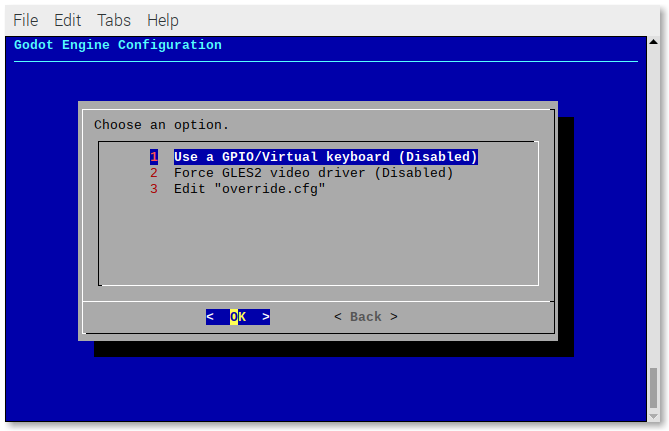 File Edit Tabs Help
Godot Engine Configuration
Choose an option.
1 Use a GPIO/Virtual keyboard (Disabled)
2 Force GLES2 video driver (Disabled)
3 Edit "override.cfg"
< OK > < Back >